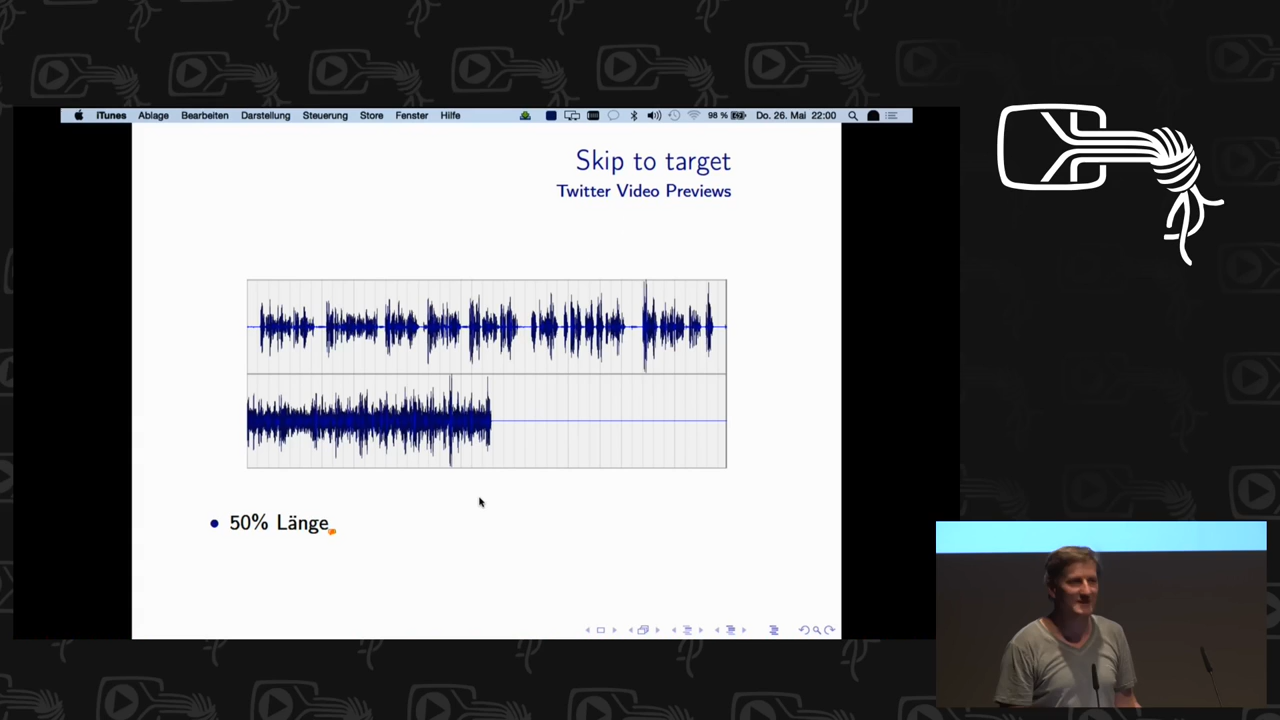 iTunes Ablage Bearbeiten Darstellung Steuerung Store Fenster Hilfe 98 % Do. 26. Mai 22:00
Skip to target
Twitter Video Previews
50% Länge